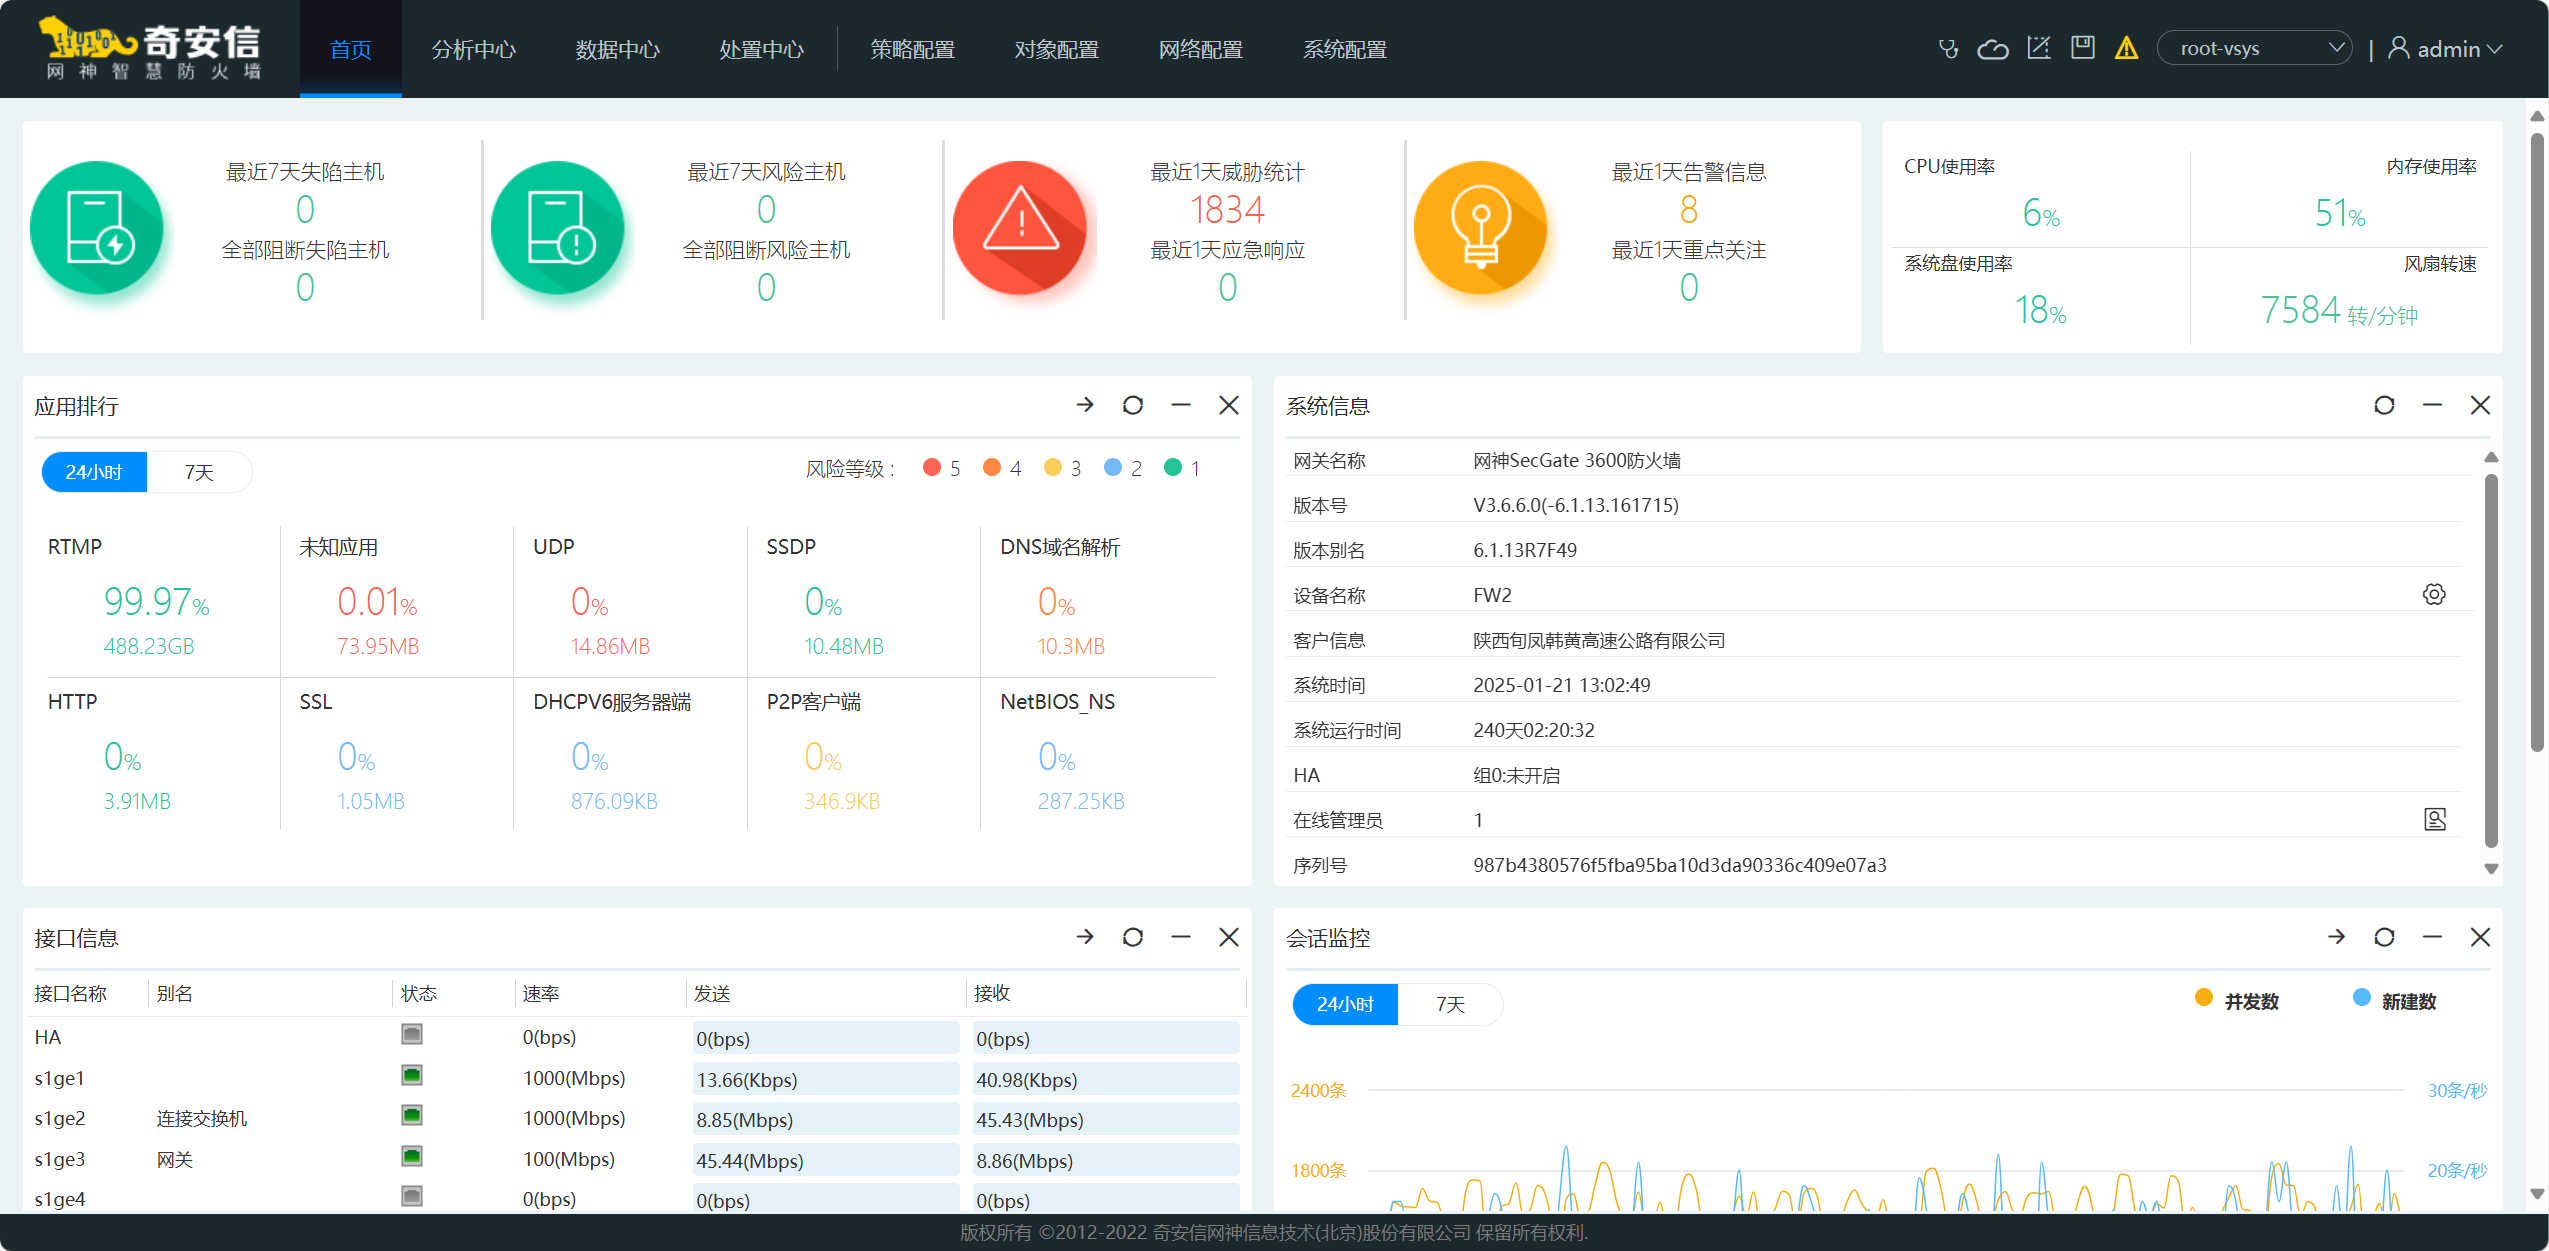 奇安信
网神智慧防火墙
首页
分析中心
数据中心
处置中心
策略配置
对象配置
网络配置
系统配置
root-vsys
| admin
最近7天失陷主机
0
全部阻断失陷主机
0
最近7天风险主机
0
全部阻断风险主机
0
最近1天威胁统计
1834
最近1天应急响应
0
最近1天告警信息
8
最近1天重点关注
0
CPU使用率
6%
内存使用率
51%
系统盘使用率
18%
风扇转速
7584 转/分钟
应用排行
24小时 7天
风险等级： 5 4 3 2 1
RTMP
99.97%
488.23GB
未知应用
0.01%
73.95MB
UDP
0%
14.86MB
SSDP
0%
10.48MB
DNS域名解析
0%
10.3MB
HTTP
0%
3.91MB
SSL
0%
1.05MB
DHCPV6服务器端
0%
876.09KB
P2P客户端
0%
346.9KB
NetBIOS_NS
0%
287.25KB
系统信息
网关名称 网神SecGate 3600防火墙
版本号 V3.6.6.0(-6.1.13.161715)
版本别名 6.1.13R7F49
设备名称 FW2
客户信息 陕西旬凤韩黄高速公路有限公司
系统时间 2025-01-21 13:02:49
系统运行时间 240天02:20:32
HA 组0:未开启
在线管理员 1
序列号 987b4380576f5fba95ba10d3da90336c409e07a3
接口信息
接口名称 别名 状态 速率 发送 接收
HA 0(bps) 0(bps) 0(bps)
s1ge1 1000(Mbps) 13.66(Kbps) 40.98(Kbps)
s1ge2 连接交换机 1000(Mbps) 8.85(Mbps) 45.43(Mbps)
s1ge3 网关 100(Mbps) 45.44(Mbps) 8.86(Mbps)
s1ge4 0(bps) 0(bps) 0(bps)
会话监控
24小时 7天
并发数 新建数
2400条 30条/秒
1800条 20条/秒
版权所有 ©2012-2022 奇安信网神信息技术(北京)股份有限公司 保留所有权利.